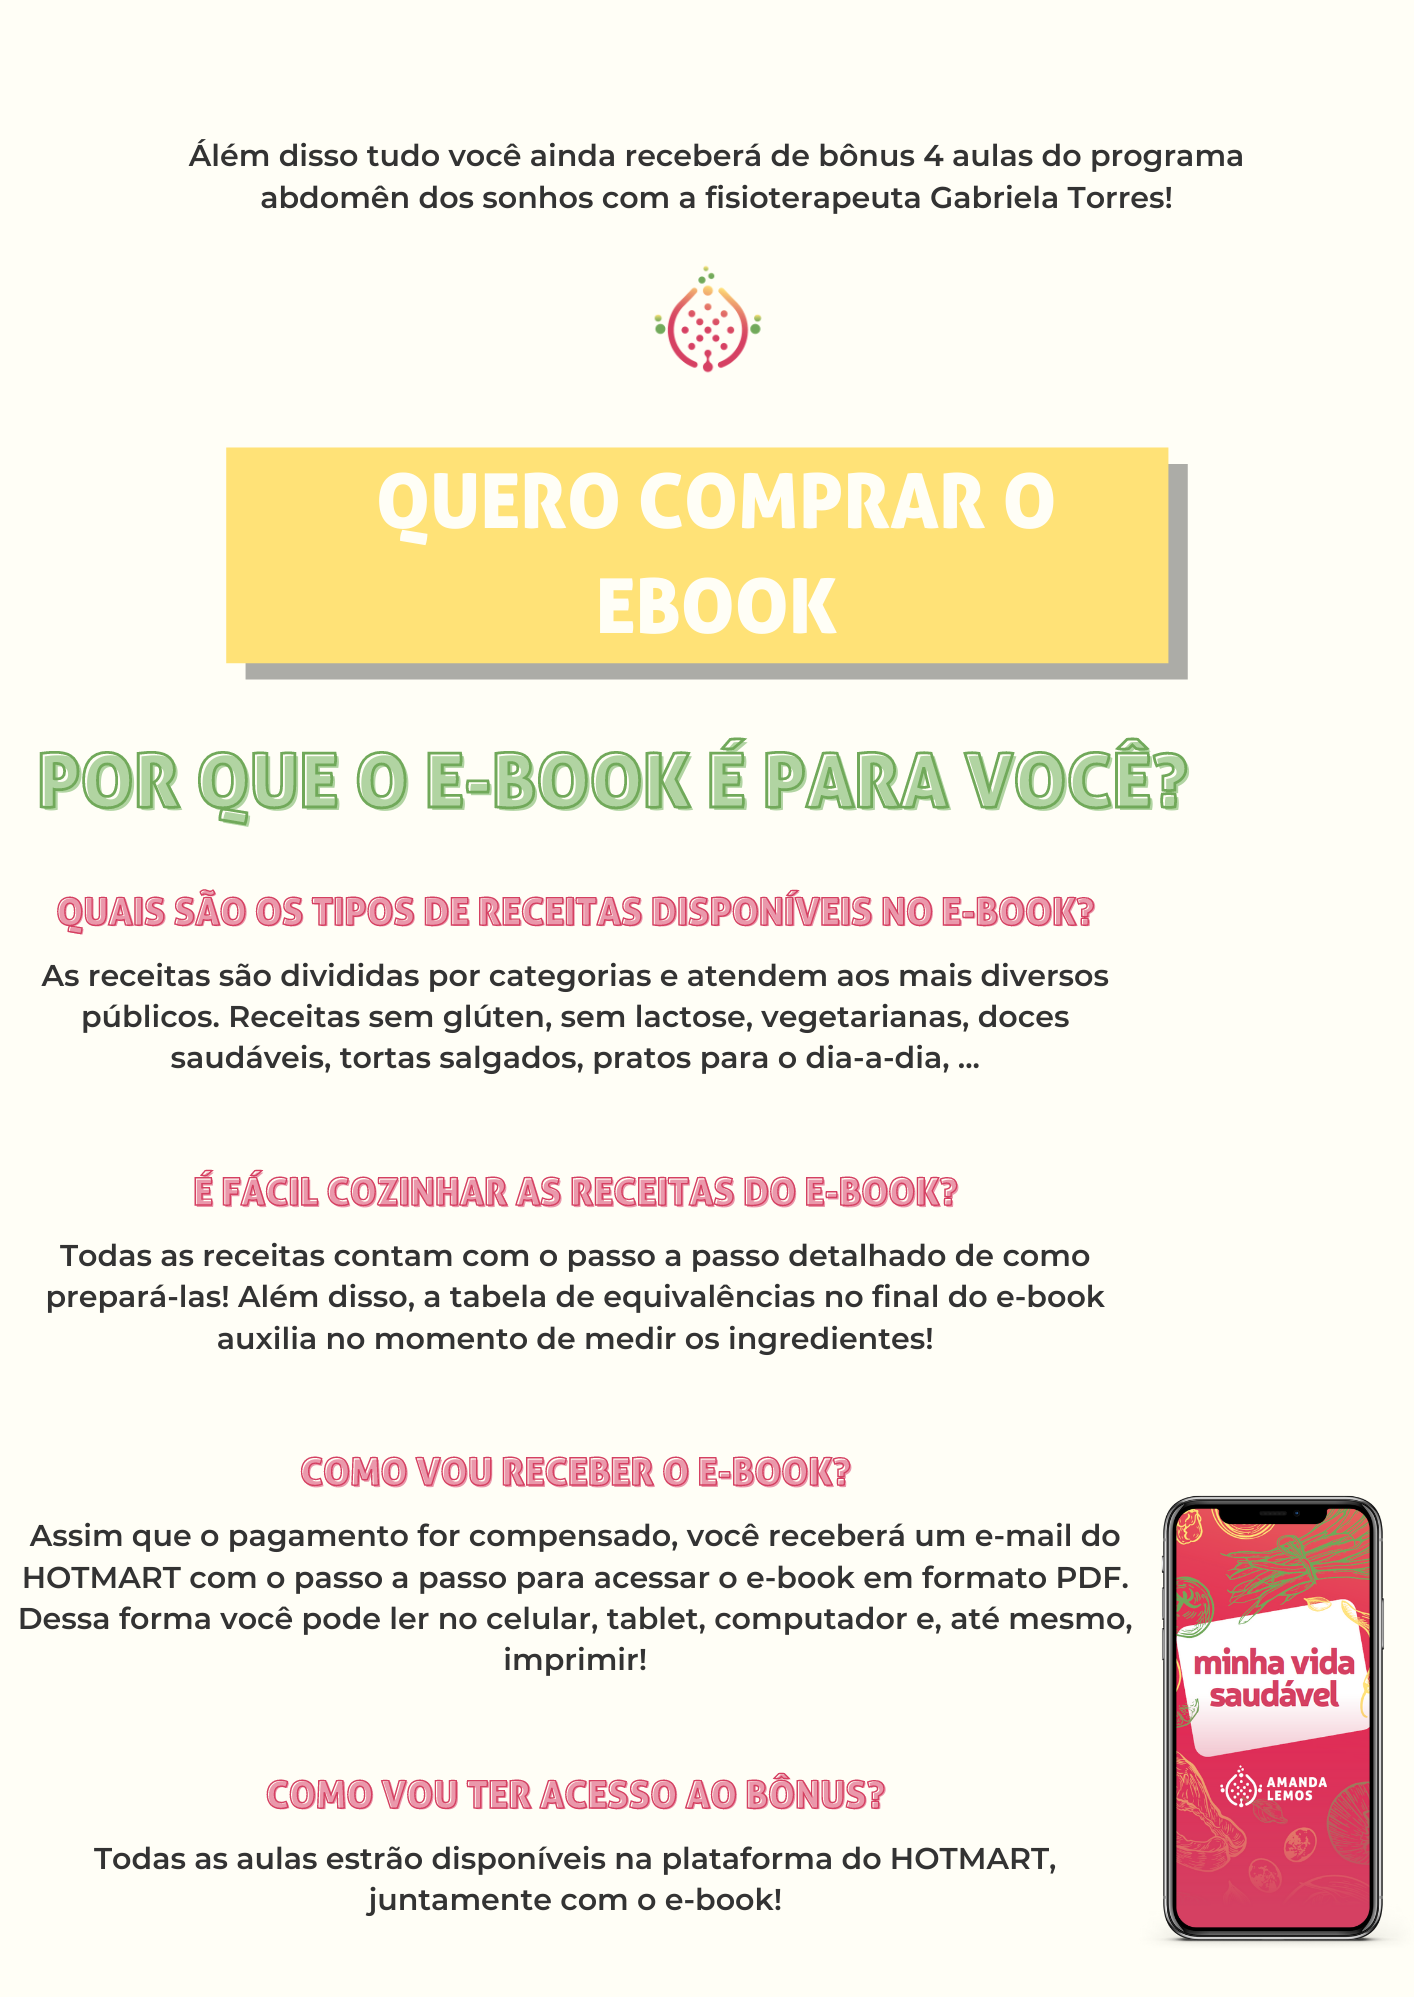 Álém disso tudo você ainda receberá de bônus 4 aulas do programa
abdomên dos sonhos com a fisioterapeuta Gabriela Torres!
QUERO COMPRAR O
EBOOK
POR QUE O E-BOOK É PARA VOCÊ?
QUAIS SÃO OS TIPOS DE RECEITAS DISPONÍVEIS NO E-BOOK?
As receitas são divididas por categorias e atendem aos mais diversos
públicos. Receitas sem glúten, sem lactose, vegetarianas, doces
saudáveis, tortas salgados, pratos para o dia-a-dia, ...
É FÁCIL COZINHAR AS RECEITAS DO E-BOOK?
Todas as receitas contam com o passo a passo detalhado de como
prepará-las! Além disso, a tabela de equivalências no final do e-book
auxilia no momento de medir os ingredientes!
COMO VOU RECEBER O E-BOOK?
Assim que o pagamento for compensado, você receberá um e-mail do
HOTMART com o passo a passo para acessar o e-book em formato PDF.
Dessa forma você pode ler no celular, tablet, computador e, até mesmo,
imprimir!
COMO VOU TER ACESSO AO BÔNUS?
Todas as aulas estrão disponíveis na plataforma do HOTMART,
juntamente com o e-book!
minha vida
saudável
AMANDA
LEMOS